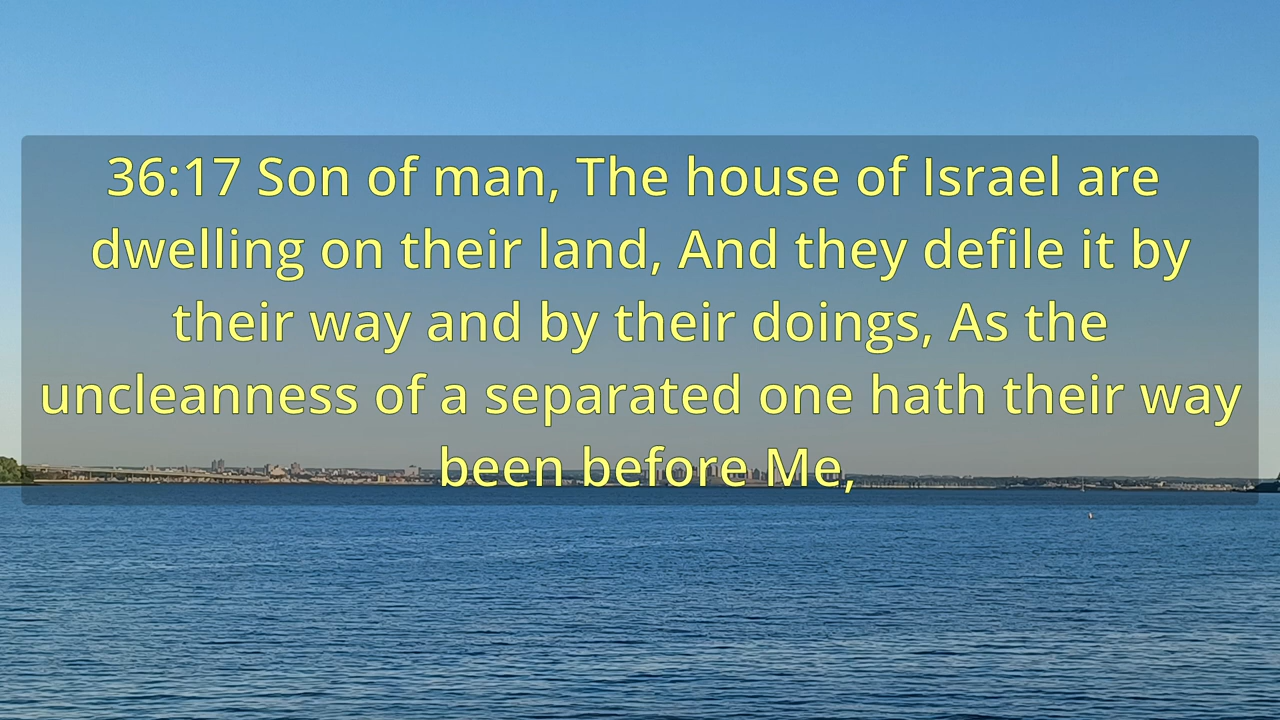 36:17 Son of man, The house of Israel are
dwelling on their land, And they defile it by
their way and by their doings, As the
uncleanness of a separated one hath their way
been before Me,